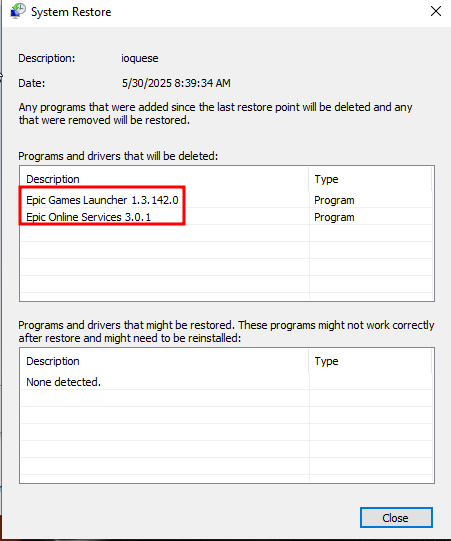 System Restore
Description: ioquese
Date: 5/30/2025 8:39:34 AM
Any programs that were added since the last restore point will be deleted and any
that were removed will be restored.
Programs and drivers that will be deleted:
Description Type
Epic Games Launcher 1.3.142.0 Program
Epic Online Services 3.0.1 Program
Programs and drivers that might be restored. These programs might not work correctly
after restore and might need to be reinstalled:
Description Type
None detected.
Close